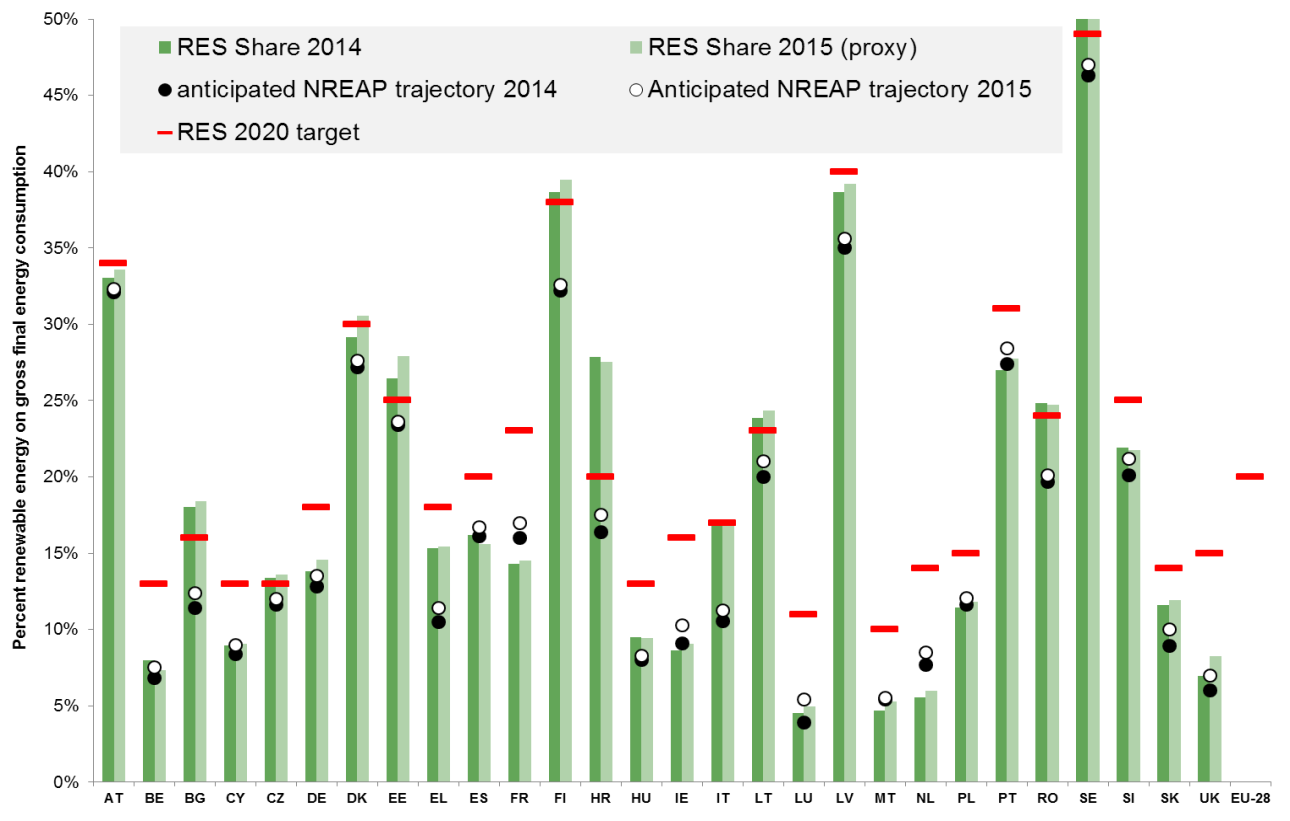 50%
RES Share 2014
RES Share 2015 (proxy)
anticipated NREAP trajectory 2014
Anticipated NREAP trajectory 2015
RES 2020 target
45%
40%
35%
30%
25%
20%
15%
10%
5%
0%
Percent renewable energy on gross final energy consumption
AT BE BG CY CZ DE DK EE EL ES FR FI HR HU IE IT LT LU LV MT NL PL PT RO SE SI SK UK EU-28